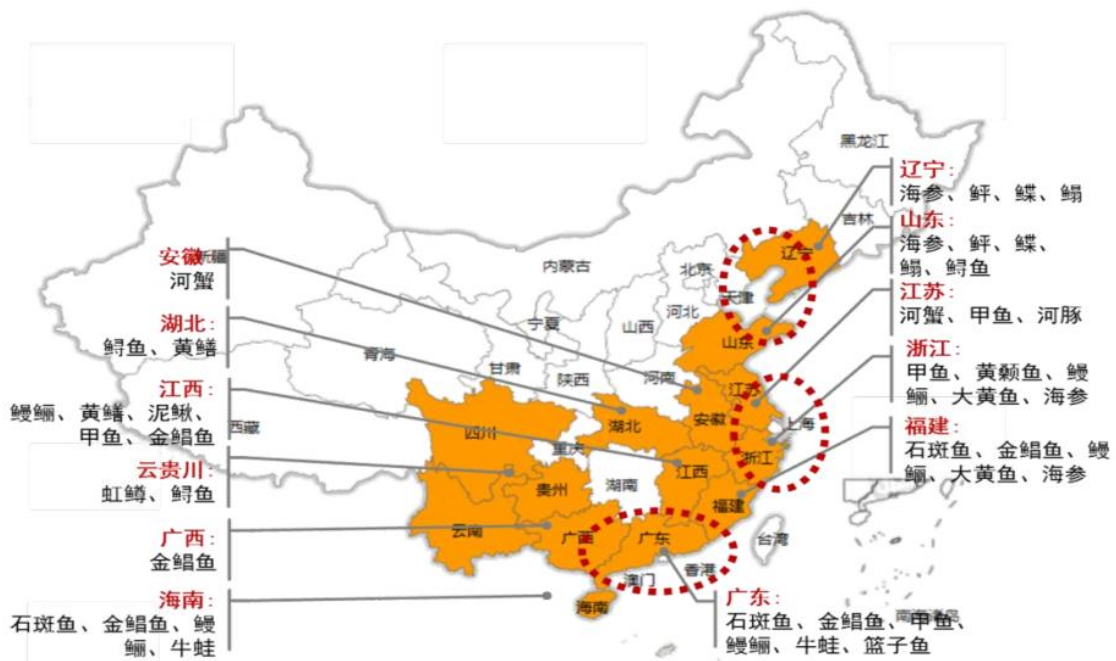 黑龙江
吉林
辽宁
内蒙古
北京
天津
河北
山西
宁夏
青海
甘肃
陕西
河南
山东
江苏
安徽
上海
湖北
四川
重庆
西藏
浙江
江西
湖南
贵州
福建
云南
广西
广东
台湾
香港
澳门
海南
南海诸岛
新疆
安徽
河蟹
湖北:
鲟鱼、黄鳝
江西:
鳗鲡、黄鳝、泥鳅、
甲鱼、金鲳鱼
云贵川:
虹鳟、鲟鱼
广西:
金鲳鱼
海南:
石斑鱼、金鲳鱼、鳗
鲡、牛蛙
辽宁:
海参、鲆、鲽、鳎
山东:
海参、鲆、鲽、
鳎、鲟鱼
江苏:
河蟹、甲鱼、河豚
浙江:
甲鱼、黄颡鱼、鳗
鲡、大黄鱼、海参
福建:
石斑鱼、金鲳鱼、鳗
鲡、大黄鱼、海参
广东:
石斑鱼、金鲳鱼、甲鱼、
鳗鲡、牛蛙、篮子鱼